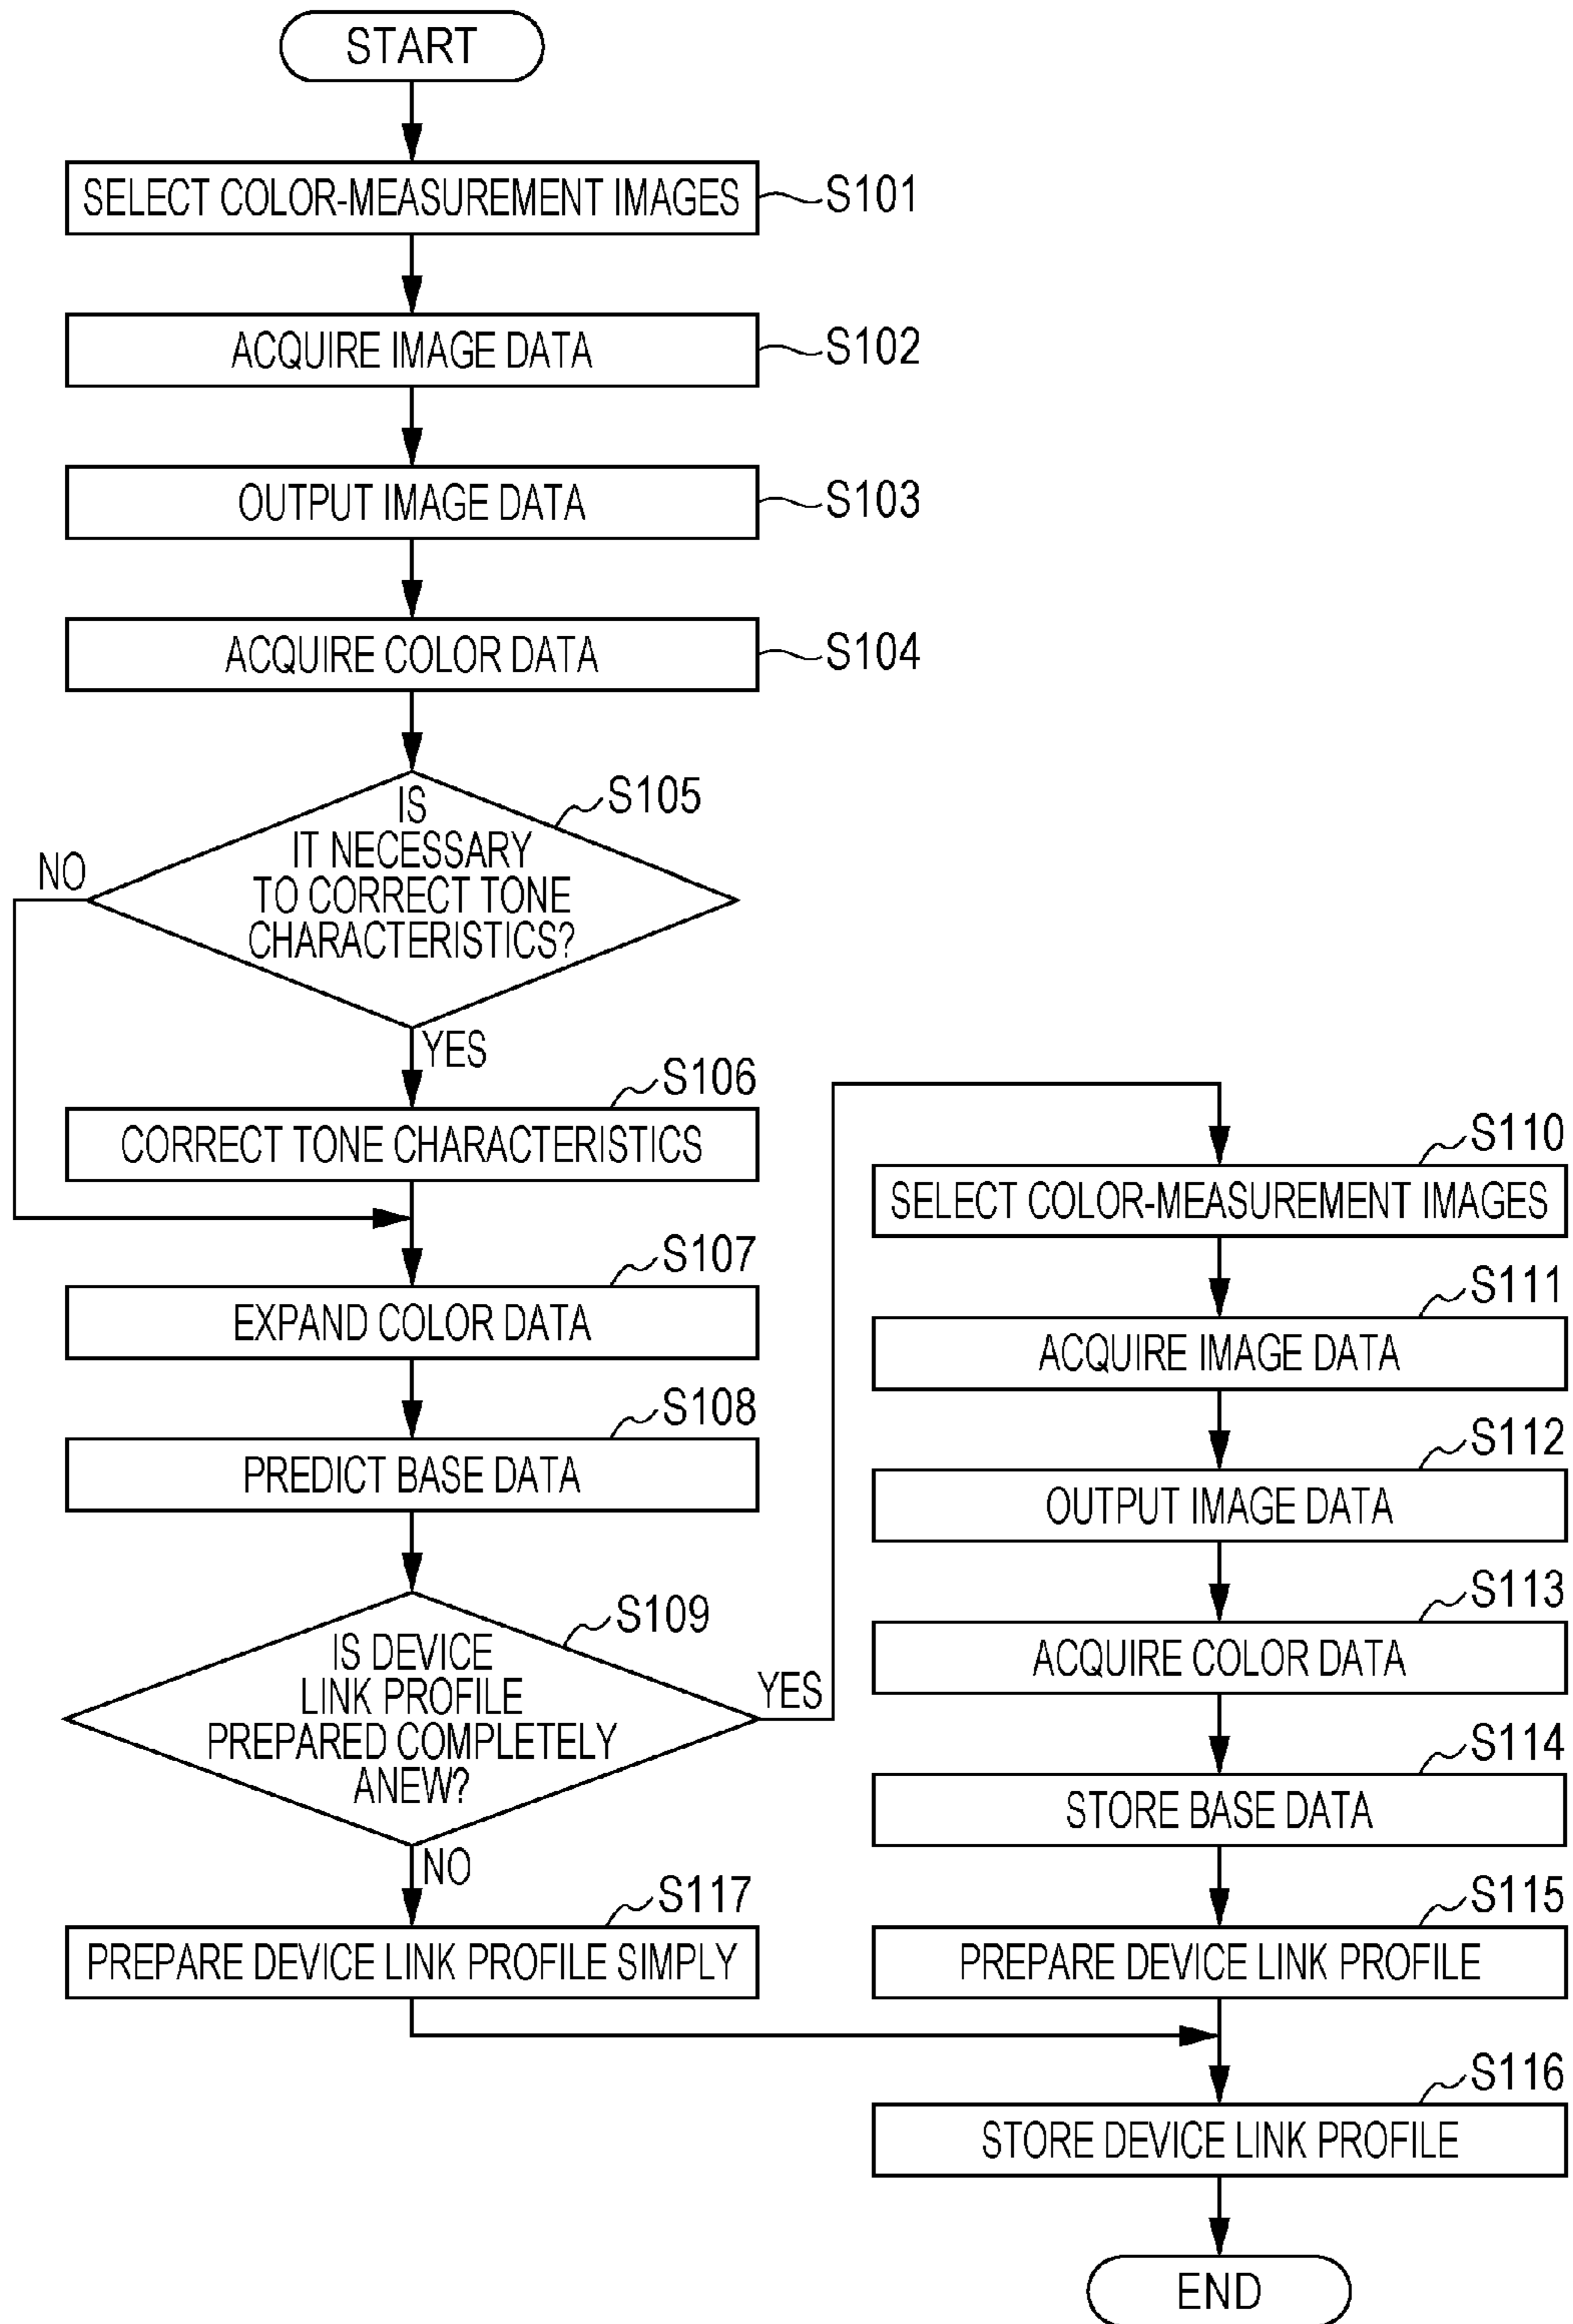 START
SELECT COLOR-MEASUREMENT IMAGES
S101
ACQUIRE IMAGE DATA
S102
OUTPUT IMAGE DATA
S103
ACQUIRE COLOR DATA
S104
IS
IT NECESSARY
TO CORRECT TONE
CHARACTERISTICS?
S105
NO
YES
S106
CORRECT TONE CHARACTERISTICS
S107
EXPAND COLOR DATA
S108
PREDICT BASE DATA
S109
IS DEVICE
LINK PROFILE
PREPARED COMPLETELY
ANEW?
YES
NO
S117
PREPARE DEVICE LINK PROFILE SIMPLY
S110
SELECT COLOR-MEASUREMENT IMAGES
S111
ACQUIRE IMAGE DATA
S112
OUTPUT IMAGE DATA
S113
ACQUIRE COLOR DATA
S114
STORE BASE DATA
S115
PREPARE DEVICE LINK PROFILE
S116
STORE DEVICE LINK PROFILE
END